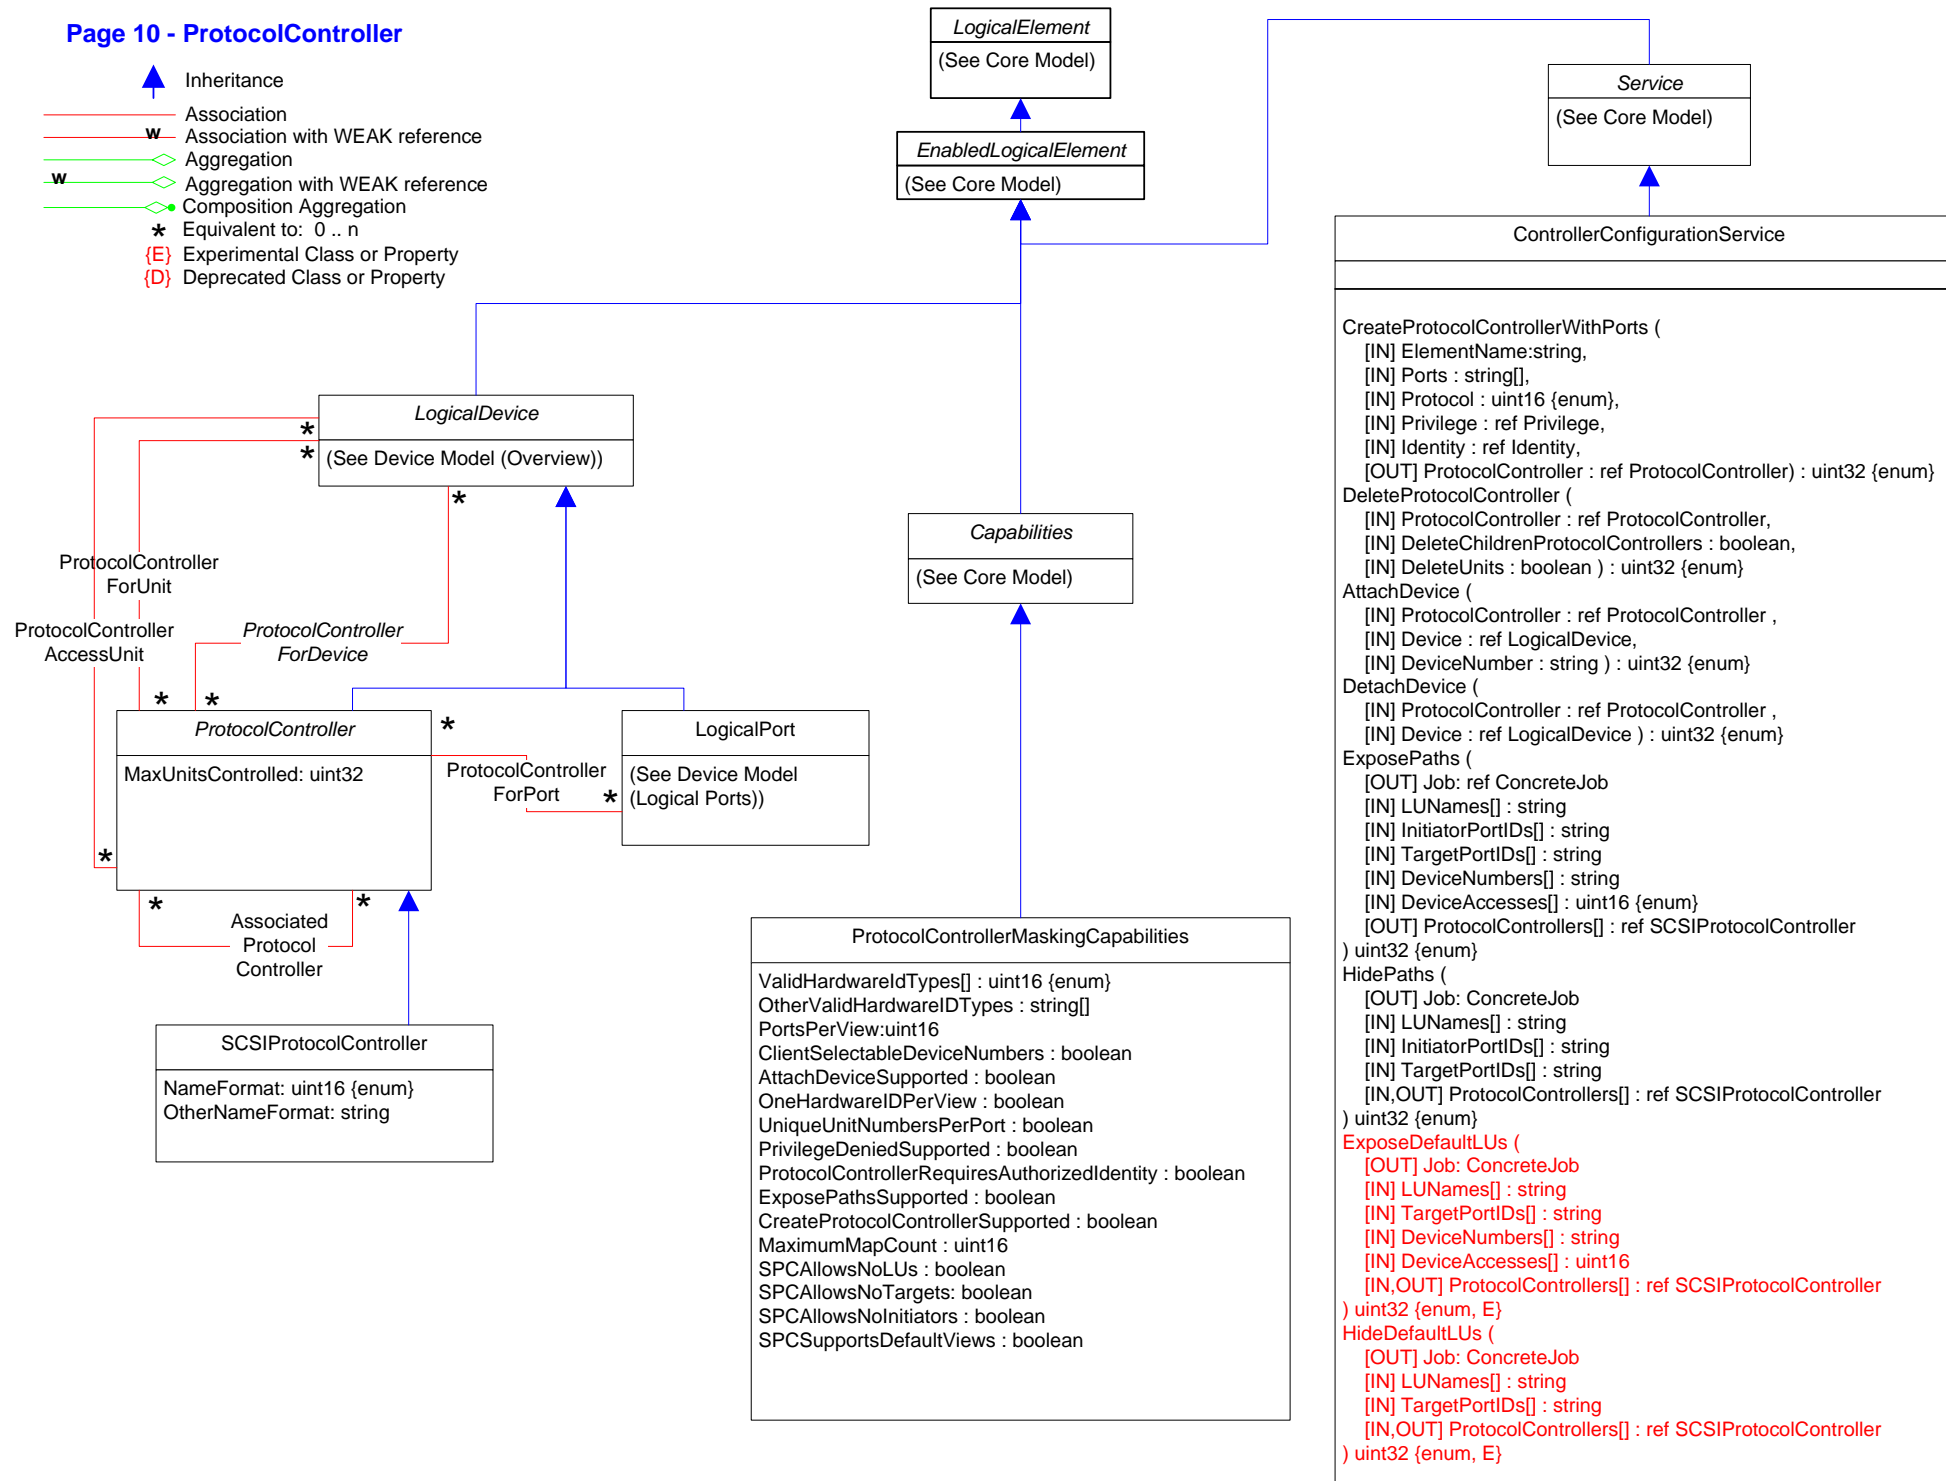 Page 10 - ProtocolController
Inheritance
Association
w
Association with WEAK reference
Aggregation
w
Aggregation with WEAK reference
Composition Aggregation
* Equivalent to: 0 .. n
{E} Experimental Class or Property
{D} Deprecated Class or Property
LogicalElement
(See Core Model)
EnabledLogicalElement
(See Core Model)
Service
(See Core Model)
LogicalDevice
(See Device Model (Overview))
*
*
*
ProtocolController
ForUnit
ProtocolController
AccessUnit
ProtocolController
ForDevice
*
*
*
ProtocolController
MaxUnitsControlled: uint32
*
ProtocolController
ForPort
*
LogicalPort
(See Device Model
(Logical Ports))
*
*
Associated
Protocol
Controller
SCSIProtocolController
NameFormat: uint16 {enum}
OtherNameFormat: string
Capabilities
(See Core Model)
ProtocolControllerMaskingCapabilities
ValidHardwareIdTypes[] : uint16 {enum}
OtherValidHardwareIDTypes : string[]
PortsPerView:uint16
ClientSelectableDeviceNumbers : boolean
AttachDeviceSupported : boolean
OneHardwareIDPerView : boolean
UniqueUnitNumbersPerPort : boolean
PrivilegeDeniedSupported : boolean
ProtocolControllerRequiresAuthorizedIdentity : boolean
ExposePathsSupported : boolean
CreateProtocolControllerSupported : boolean
MaximumMapCount : uint16
SPCAllowsNoLUs : boolean
SPCAllowsNoTargets: boolean
SPCAllowsNoInitiators : boolean
SPCSupportsDefaultViews : boolean
ControllerConfigurationService
CreateProtocolControllerWithPorts (
[IN] ElementName:string,
[IN] Ports : string[],
[IN] Protocol : uint16 {enum},
[IN] Privilege : ref Privilege,
[IN] Identity : ref Identity,
[OUT] ProtocolController : ref ProtocolController) : uint32 {enum}
DeleteProtocolController (
[IN] ProtocolController : ref ProtocolController,
[IN] DeleteChildrenProtocolControllers : boolean,
[IN] DeleteUnits : boolean ) : uint32 {enum}
AttachDevice (
[IN] ProtocolController : ref ProtocolController ,
[IN] Device : ref LogicalDevice,
[IN] DeviceNumber : string ) : uint32 {enum}
DetachDevice (
[IN] ProtocolController : ref ProtocolController ,
[IN] Device : ref LogicalDevice ) : uint32 {enum}
ExposePaths (
[OUT] Job: ref ConcreteJob
[IN] LUNames[] : string
[IN] InitiatorPortIDs[] : string
[IN] TargetPortIDs[] : string
[IN] DeviceNumbers[] : string
[IN] DeviceAccesses[] : uint16 {enum}
[OUT] ProtocolControllers[] : ref SCSIProtocolController
) uint32 {enum}
HidePaths (
[OUT] Job: ConcreteJob
[IN] LUNames[] : string
[IN] InitiatorPortIDs[] : string
[IN] TargetPortIDs[] : string
[IN,OUT] ProtocolControllers[] : ref SCSIProtocolController
) uint32 {enum}
ExposeDefaultLUs (
[OUT] Job: ConcreteJob
[IN] LUNames[] : string
[IN] TargetPortIDs[] : string
[IN] DeviceNumbers[] : string
[IN] DeviceAccesses[] : uint16
[IN,OUT] ProtocolControllers[] : ref SCSIProtocolController
) uint32 {enum, E}
HideDefaultLUs (
[OUT] Job: ConcreteJob
[IN] LUNames[] : string
[IN] TargetPortIDs[] : string
[IN,OUT] ProtocolControllers[] : ref SCSIProtocolController
) uint32 {enum, E}